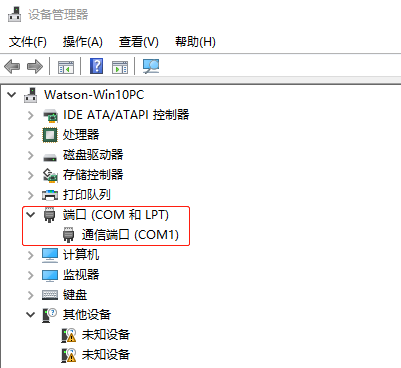 设备管理器
文件(F) 操作(A) 查看(V) 帮助(H)
Watson-Win10PC
IDE ATA/ATAPI 控制器
处理器
磁盘驱动器
存储控制器
打印队列
端口 (COM 和 LPT)
通信端口 (COM1)
计算机
监视器
键盘
其他设备
未知设备
未知设备